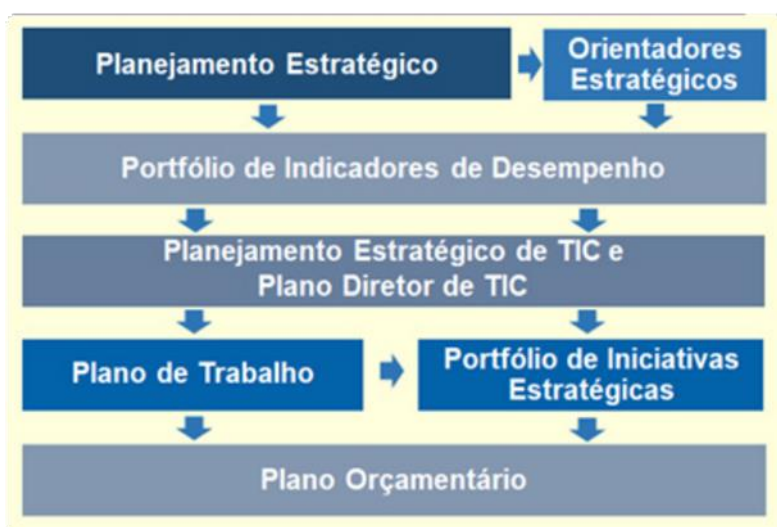 Planejamento Estratégico
Orientadores
Estratégicos
Portfólio de Indicadores de Desempenho
Planejamento Estratégico de TIC e
Plano Diretor de TIC
Plano de Trabalho
Portfólio de Iniciativas
Estratégicas
Plano Orçamentário